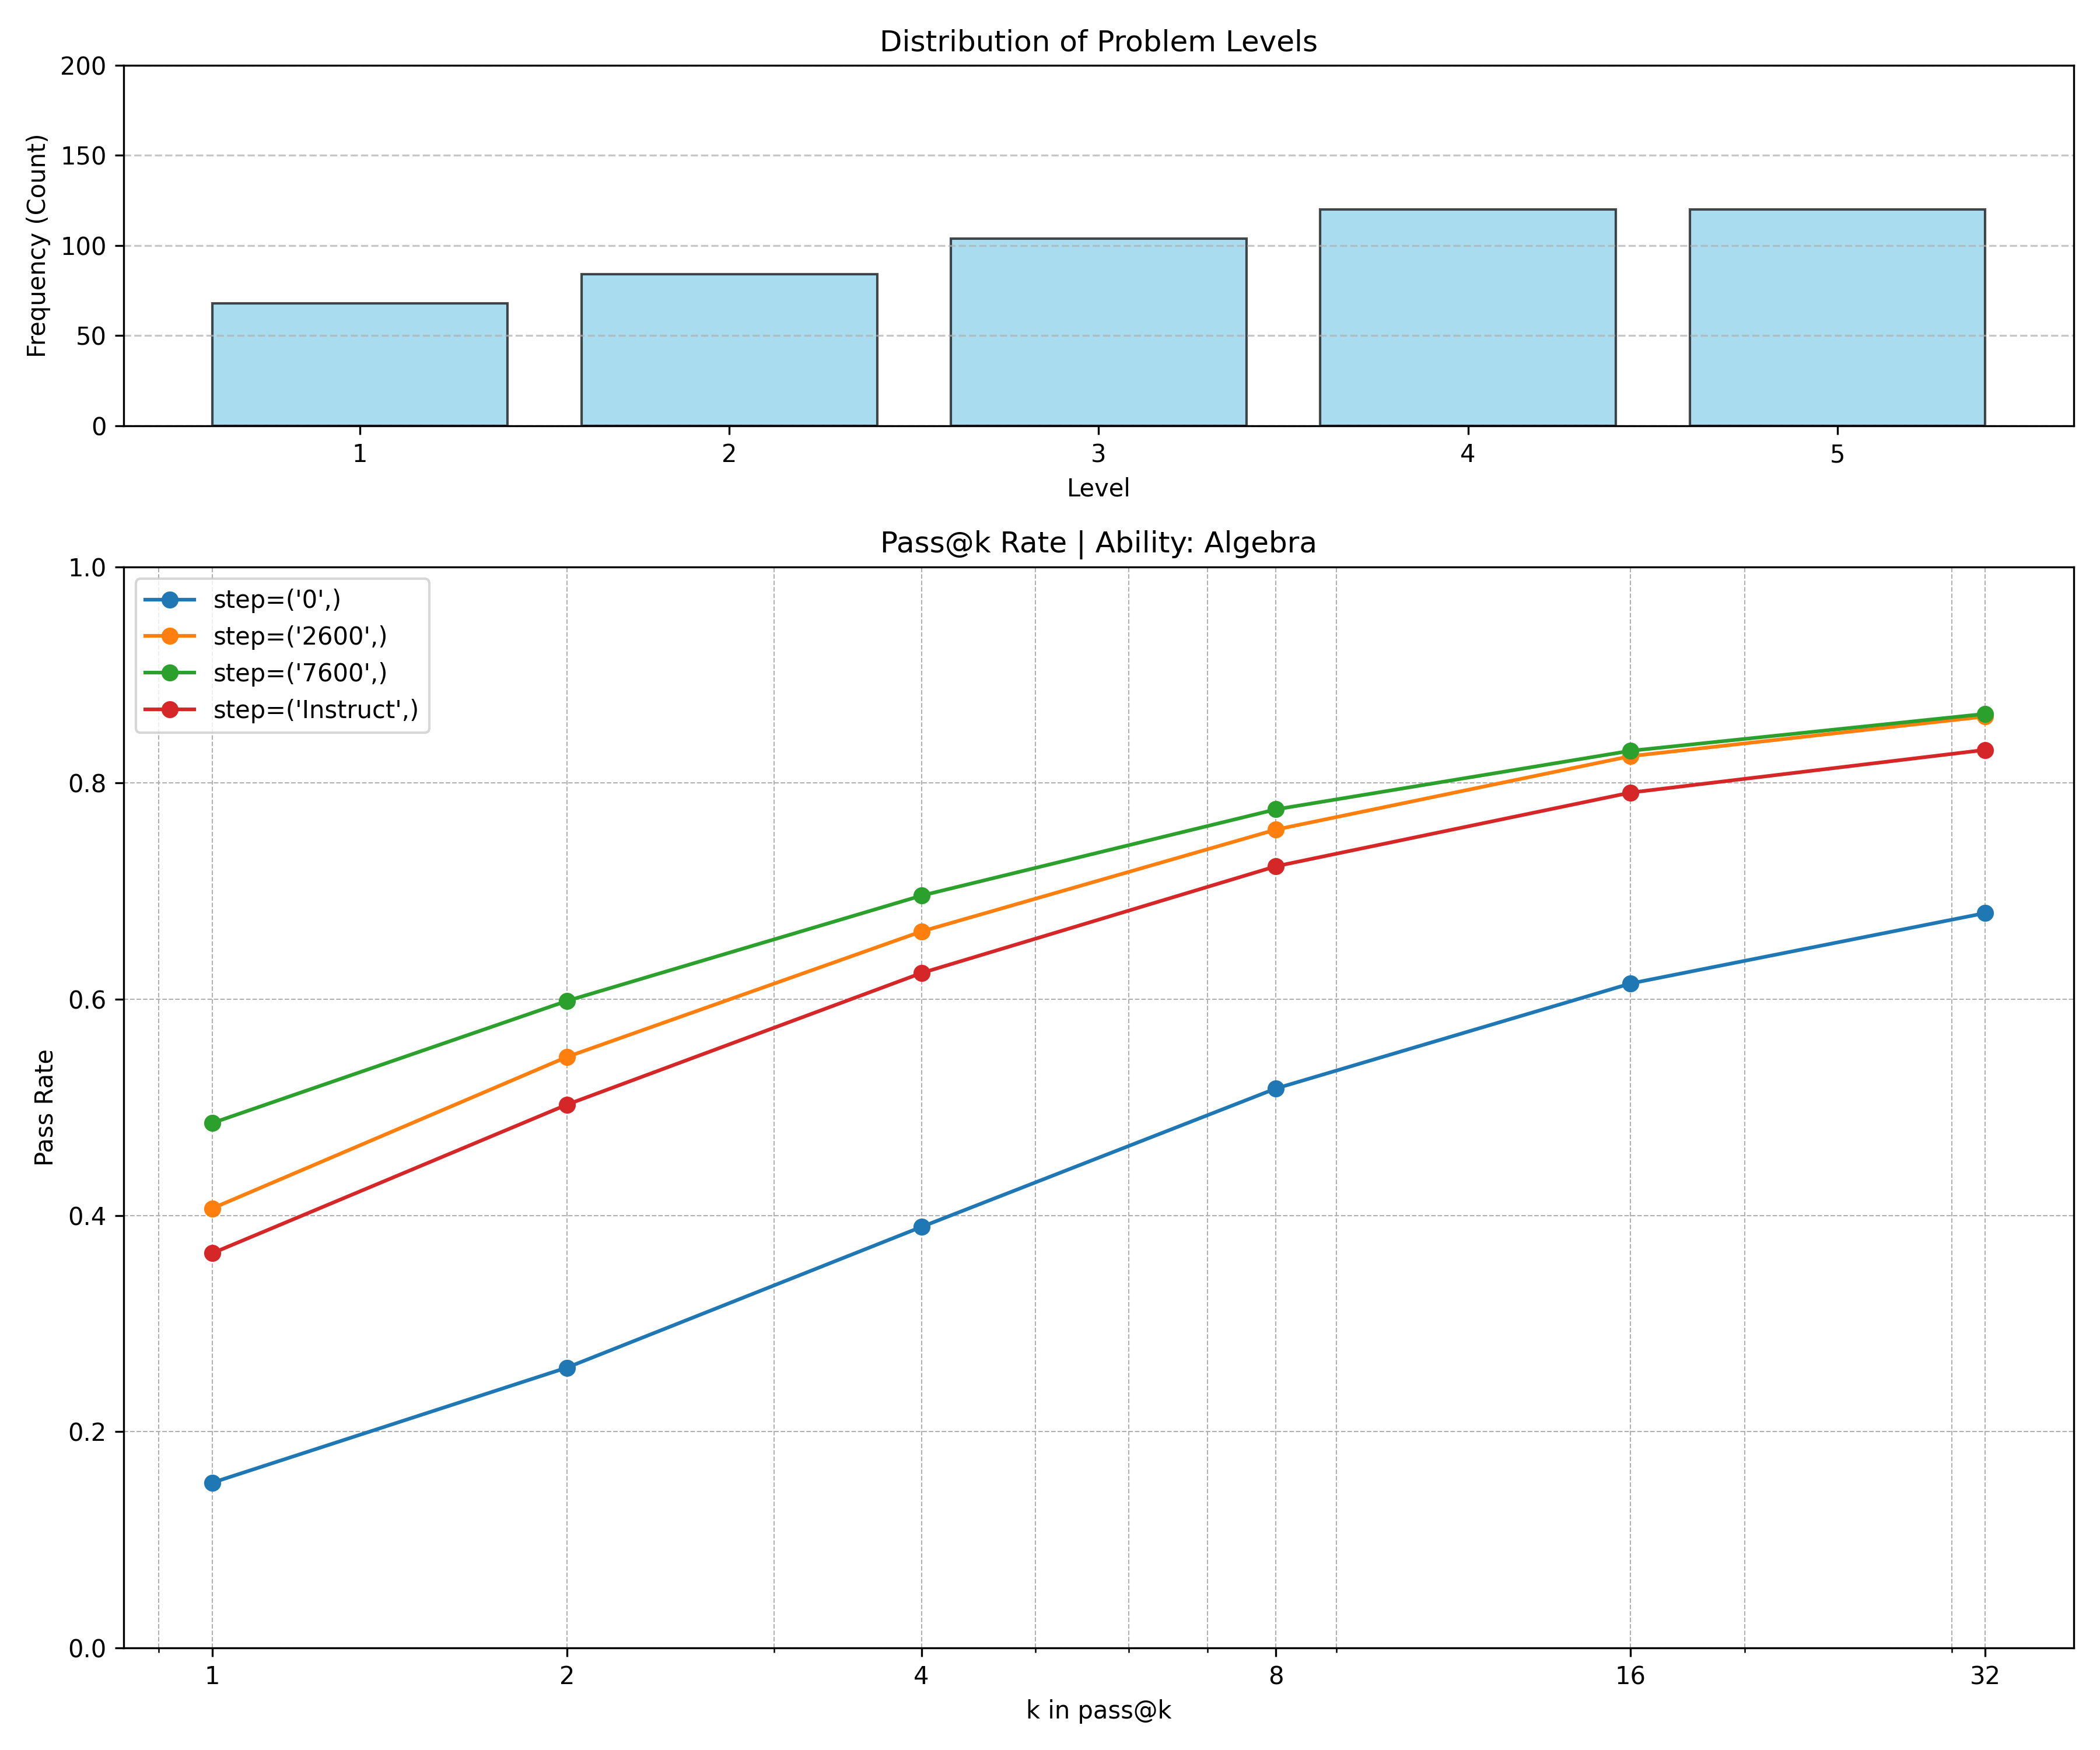 Distribution of Problem Levels
200
150
100
50
0
Frequency (Count)
1 2 3 4 5
Level
Pass@k Rate | Ability: Algebra
step=('0',)
step=('2600',)
step=('7600',)
step=('Instruct',)
1.0
0.8
0.6
0.4
0.2
0.0
Pass Rate
1 2 4 8 16 32
k in pass@k